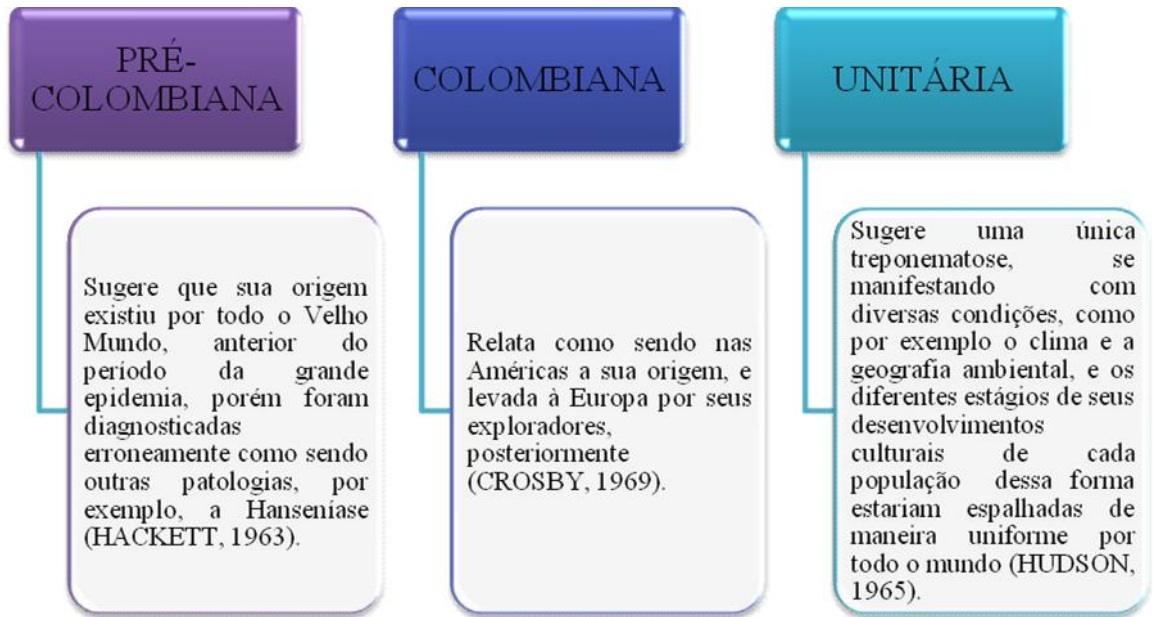 PRÉ-
COLOMBIANA
Sugere que sua origem
existiu por todo o Velho
Mundo, anterior do
período da grande
epidemia, porém foram
diagnosticadas
erroneamente como sendo
outras patologias, por
exemplo, a Hanseníase
(HACKETT, 1963).
COLOMBIANA
Relata como sendo nas
Américas a sua origem, e
levada à Europa por seus
exploradores,
posteriormente
(CROSBY, 1969).
UNITÁRIA
Sugere uma única
treponematose, se
manifestando com
diversas condições, como
por exemplo o clima e a
geografia ambiental, e os
diferentes estágios de seus
desenvolvimentos
culturais de cada
população dessa forma
estariam espalhadas de
maneira uniforme por
todo o mundo (HUDSON,
1965).